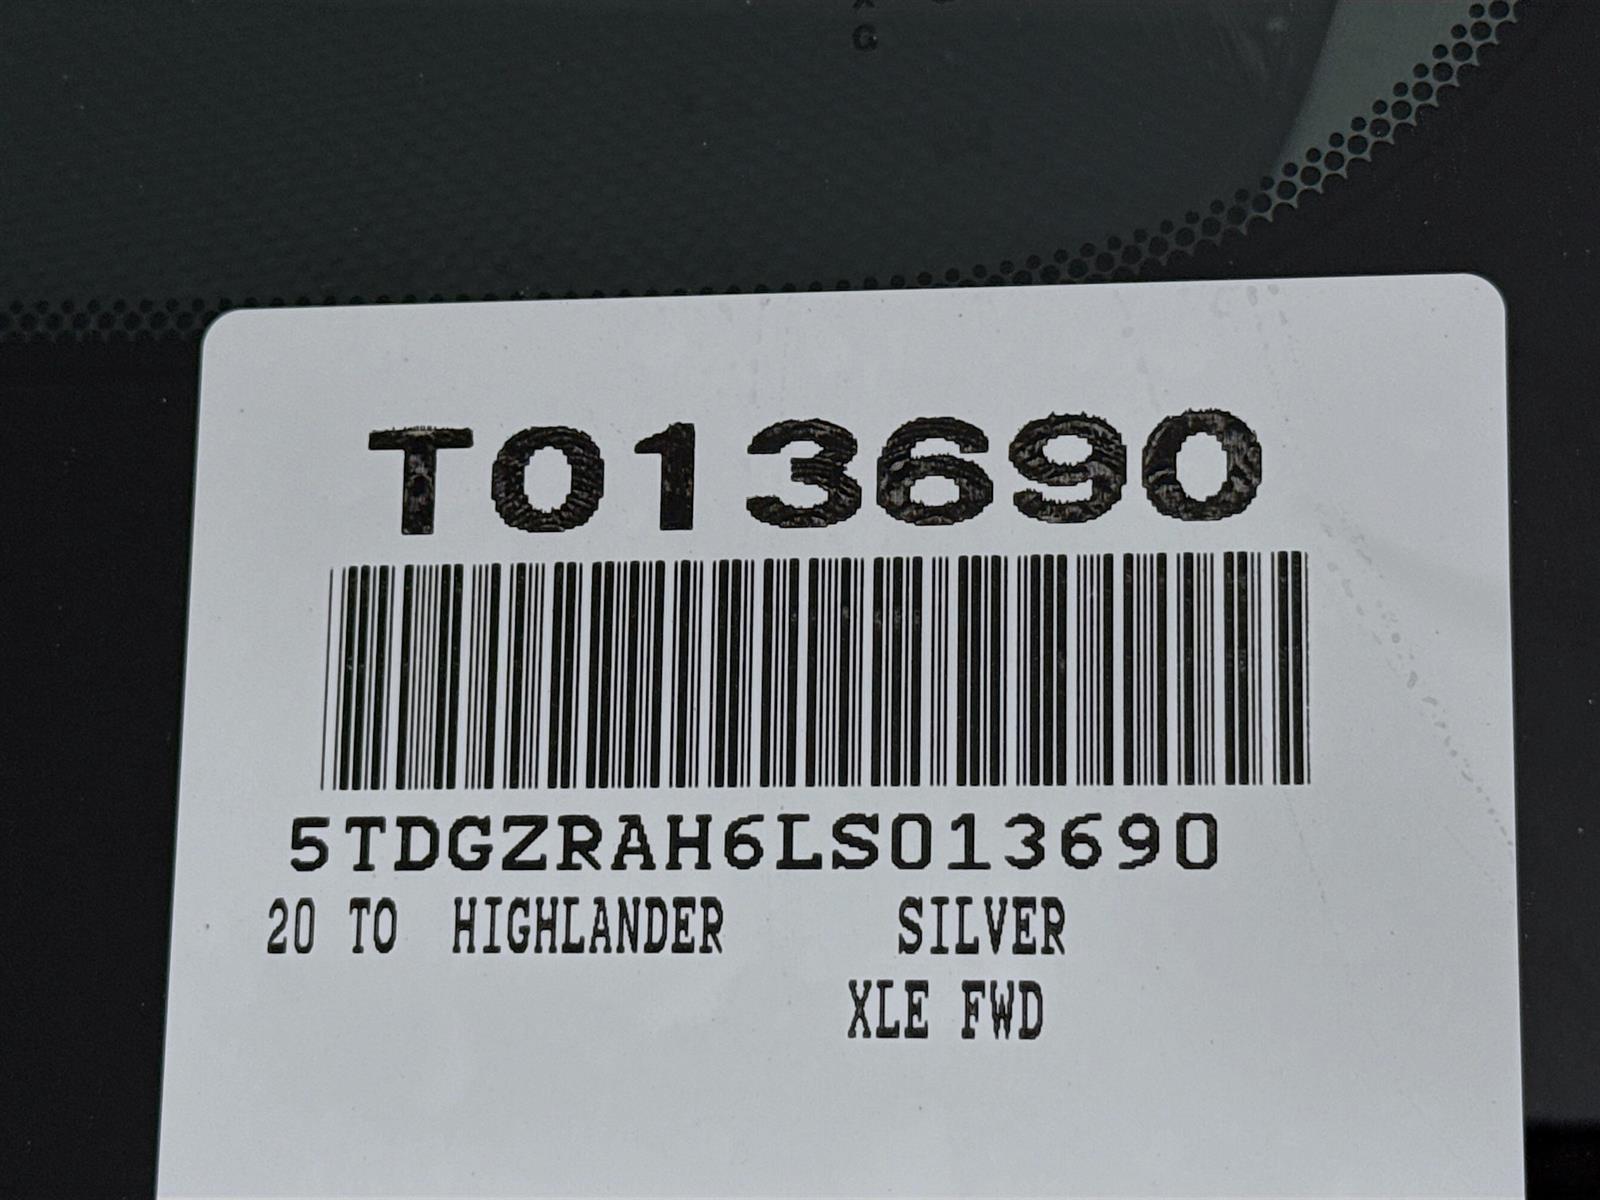 G
T013690
5TDGZRAH6LS013690
20 TO HIGHLANDER SILVER
XLE FWD